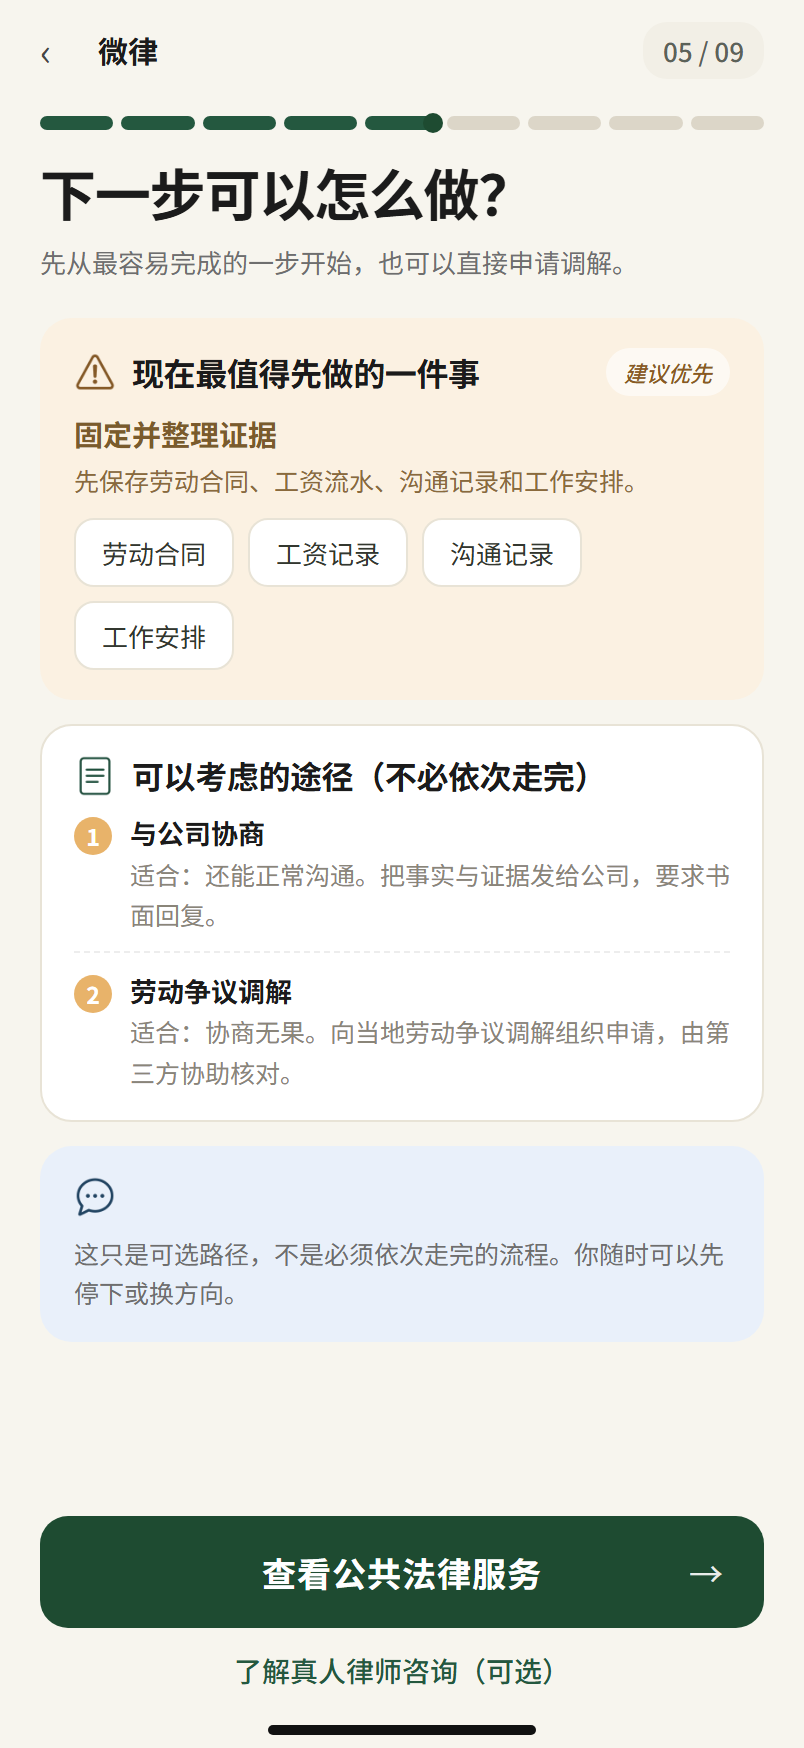 ‹ 微律 05 / 09
下一步可以怎么做？
先从最容易完成的一步开始，也可以直接申请调解。
现在最值得先做的一件事 建议优先
固定并整理证据
先保存劳动合同、工资流水、沟通记录和工作安排。
劳动合同 工资记录 沟通记录
工作安排
可以考虑的途径（不必依次走完）
1 与公司协商
适合：还能正常沟通。把事实与证据发给公司，要求书
面回复。
2 劳动争议调解
适合：协商无果。向当地劳动争议调解组织申请，由第
三方协助核对。
这只是可选路径，不是必须依次走完的流程。你随时可以先
停下或换方向。
查看公共法律服务 →
了解真人律师咨询（可选）